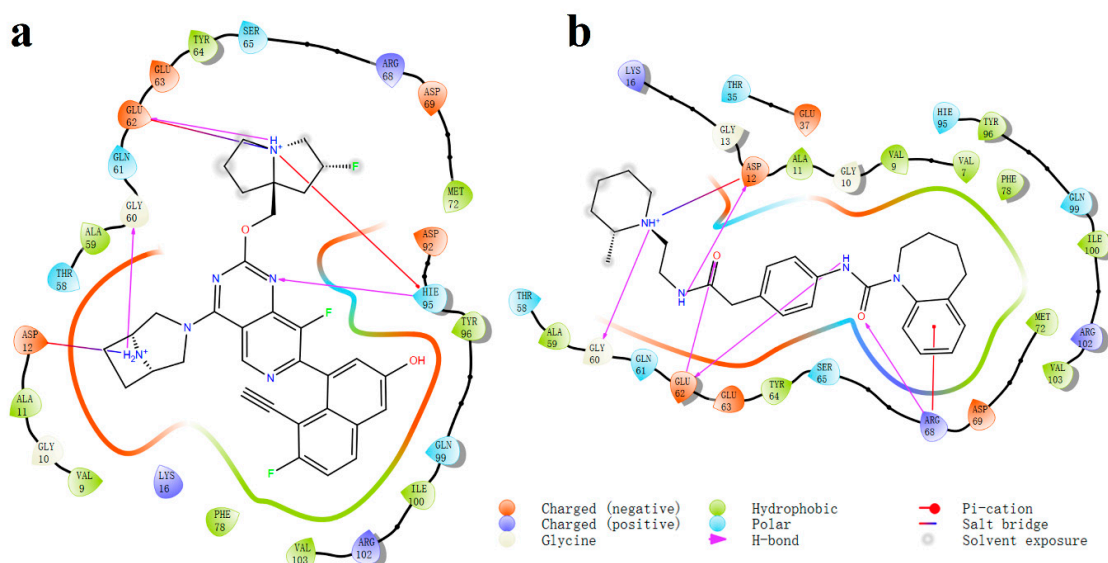 a
TYR
64
SER
65
GLU
63
ARG
68
ASP
69
GLU
62
H
N+
F
GLN
61
MET
72
GLY
60
ALA
59
O
ASP
92
THR
58
N
N
HIE
95
F
TYR
96
ASP
12
N
H2N+
N
OH
ALA
11
GLN
99
GLY
10
F
VAL
9
LYS
16
ILE
100
PHE
78
VAL
103
ARG
102
b
LYS
16
THR
35
GLU
37
HIE
95
TYR
96
GLY
13
ASP
12
ALA
11
GLY
10
VAL
9
VAL
7
PHE
78
GLN
99
NH+
ILE
100
O
H
N
N
THR
58
NH
O
ALA
59
GLY
60
GLN
61
GLU
62
GLU
63
TYR
64
SER
65
ARG
68
ASP
69
MET
72
ARG
102
VAL
103
Charged (negative)
Charged (positive)
Glycine
Hydrophobic
Polar
H-bond
Pi-cation
Salt bridge
Solvent exposure